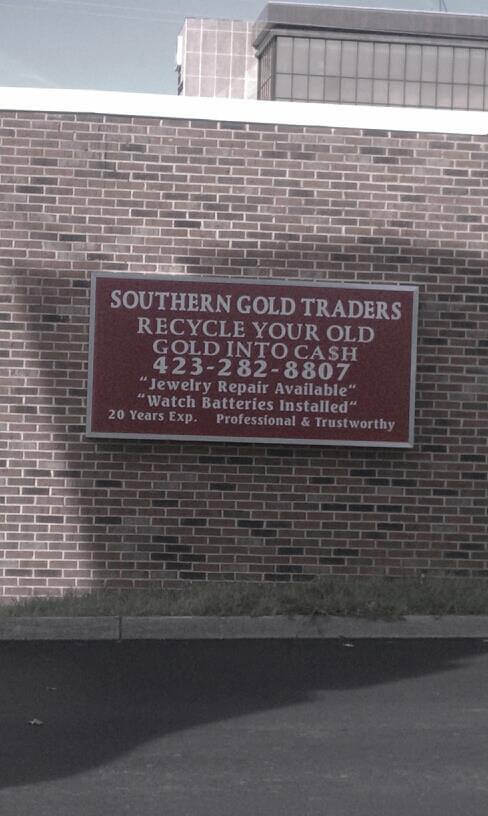 SOUTHERN GOLD TRADERS
RECYCLE YOUR OLD
GOLD INTO CA$H
423-282-8807
"Jewelry Repair Available"
"Watch Batteries Installed"
20 Years Exp. Professional & Trustworthy